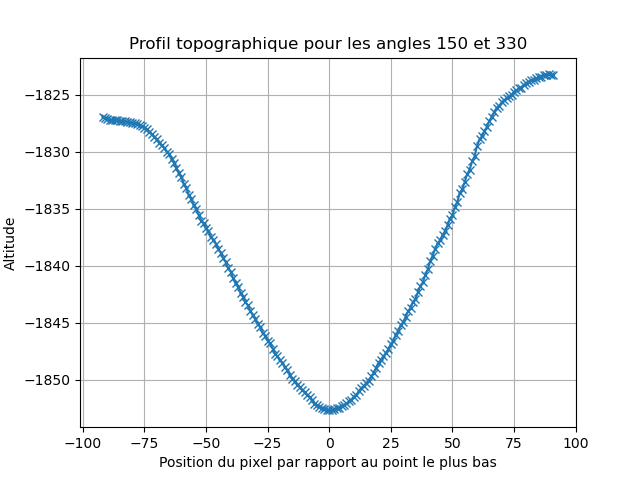 Profil topographique pour les angles 150 et 330
−1825
−1830
−1835
−1840
−1845
−1850
Altitude
−100 −75 −50 −25 0 25 50 75 100
Position du pixel par rapport au point le plus bas